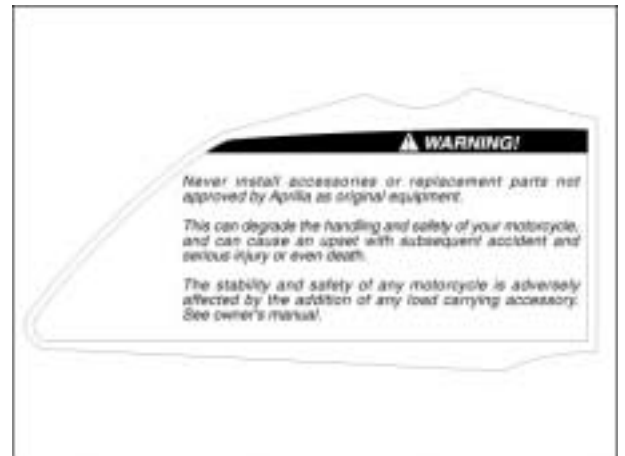 WARNING!
Never install accessories or replacement parts not
approved by Aprilia as original equipment.
This can degrade the handling and safety of your motorcycle,
and can cause an upset with subsequent accident and
serious injury or even death.
The stability and safety of any motorcycle is adversely
affected by the addition of any load carrying accessory.
See owner's manual.